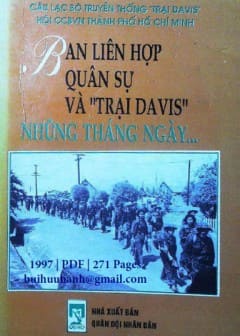 CÂU LẠC BỘ TRUYỀN THỐNG "TRẠI DAVIS"
HỘI CCBVN THÀNH PHỐ HỒ CHÍ MINH
BAN LIÊN HỢP
QUÂN SỰ
VÀ "TRẠI DAVIS"
NHỮNG THÁNG NGÀY...
1997 | PDF | 271 Pages
buihuuhanh@gmail.com
NHÀ XUẤT BẢN
QUÂN ĐỘI NHÂN DÂN